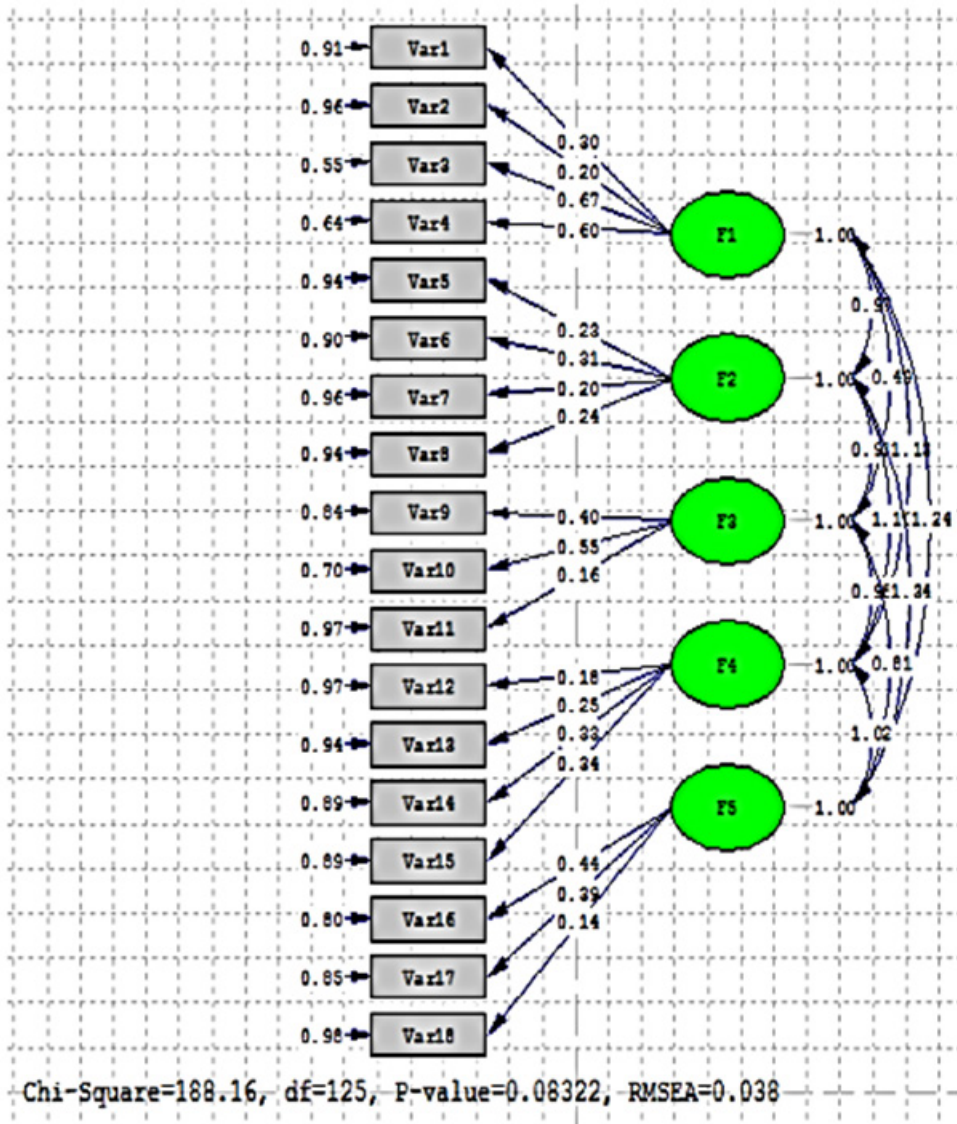 0.91 Var1
0.96 Var2
0.55 Var3
0.64 Var4
0.94 Var5
0.90 Var6
0.96 Var7
0.94 Var8
0.84 Var9
0.70 Var10
0.97 Var11
0.97 Var12
0.94 Var13
0.89 Var14
0.89 Var15
0.80 Var16
0.85 Var17
0.98 Var18
0.30
0.20
0.67
0.60
0.23
0.31
0.20
0.24
0.40
0.55
0.16
0.18
0.25
0.33
0.34
0.44
0.39
0.14
F1 1.00
F2 1.00
F3 1.00
F4 1.00
F5 1.00
1.24
1.34
0.81
1.02
Chi-Square=188.16, df=125, P-value=0.08322, RMSEA=0.038